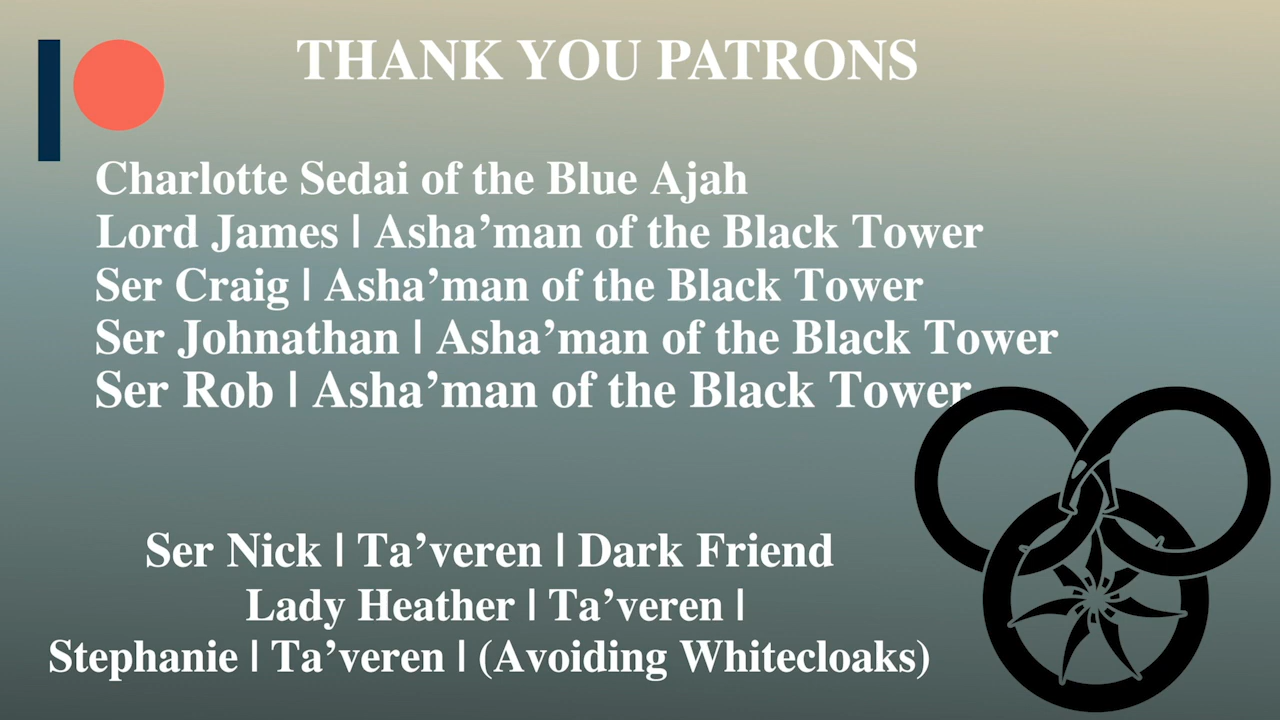 THANK YOU PATRONS
Charlotte Sedai of the Blue Ajah
Lord James | Asha’man of the Black Tower
Ser Craig | Asha’man of the Black Tower
Ser Johnathan | Asha’man of the Black Tower
Ser Rob | Asha’man of the Black Tower
Ser Nick | Ta’veren | Dark Friend
Lady Heather | Ta’veren |
Stephanie | Ta’veren | (Avoiding Whitecloaks)